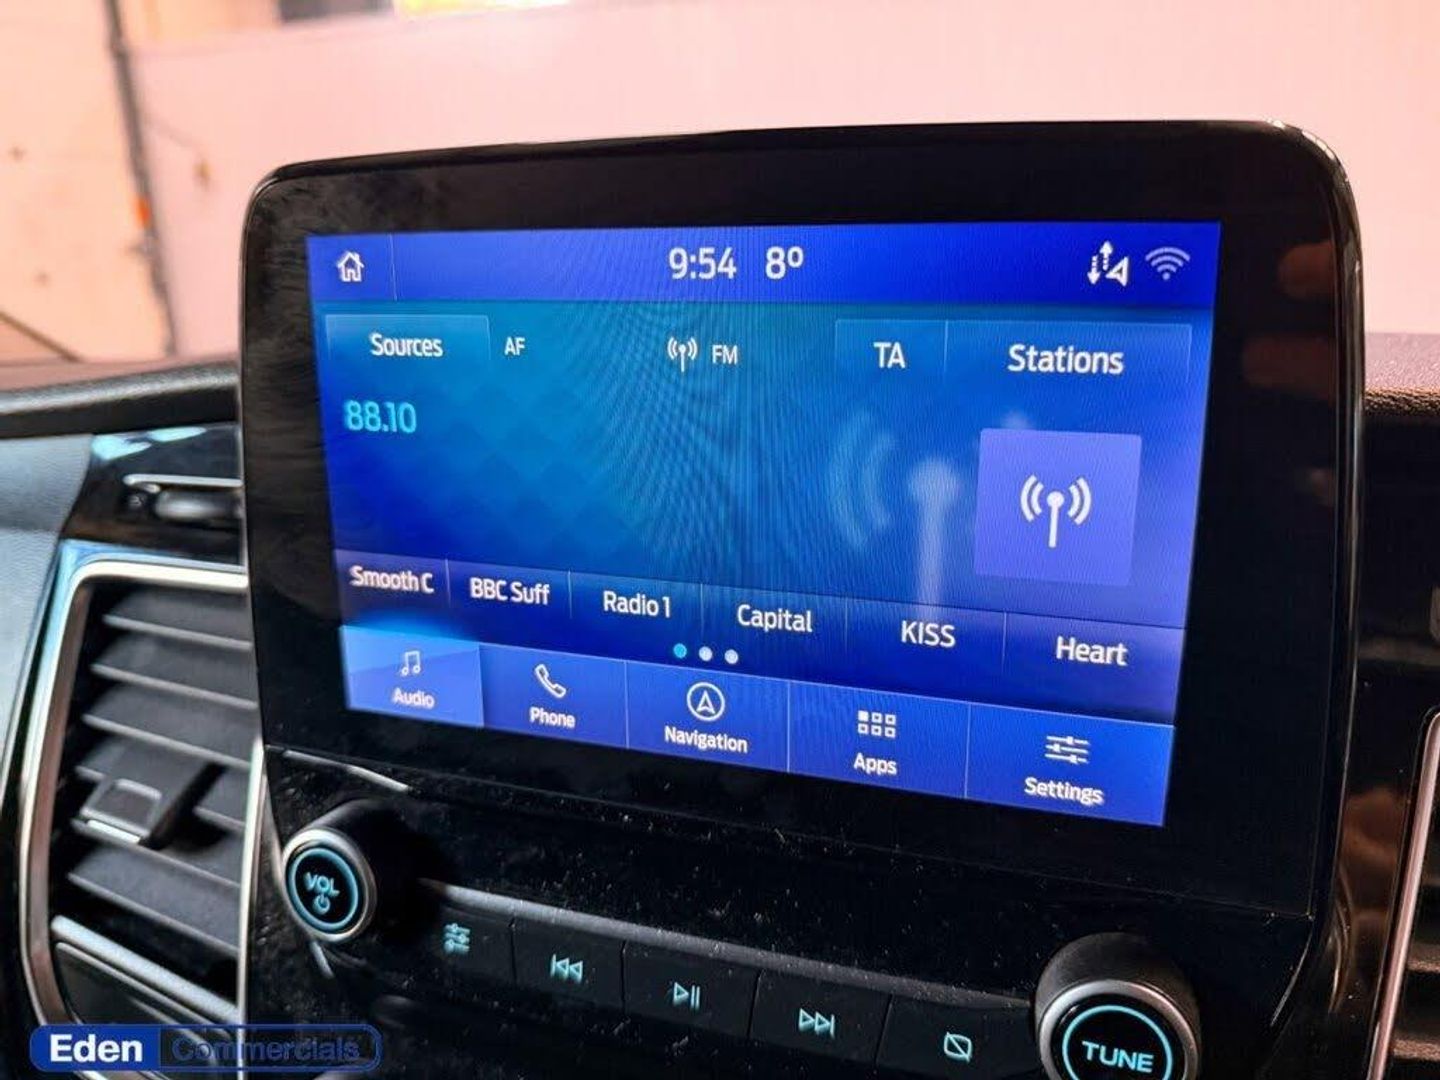 9:54 8º
Sources AF FM TA Stations
88.10
Smooth C BBC Suff Radio 1 Capital KISS Heart
Audio Phone Navigation Apps Settings
VOL
TUNE
Eden Commercials